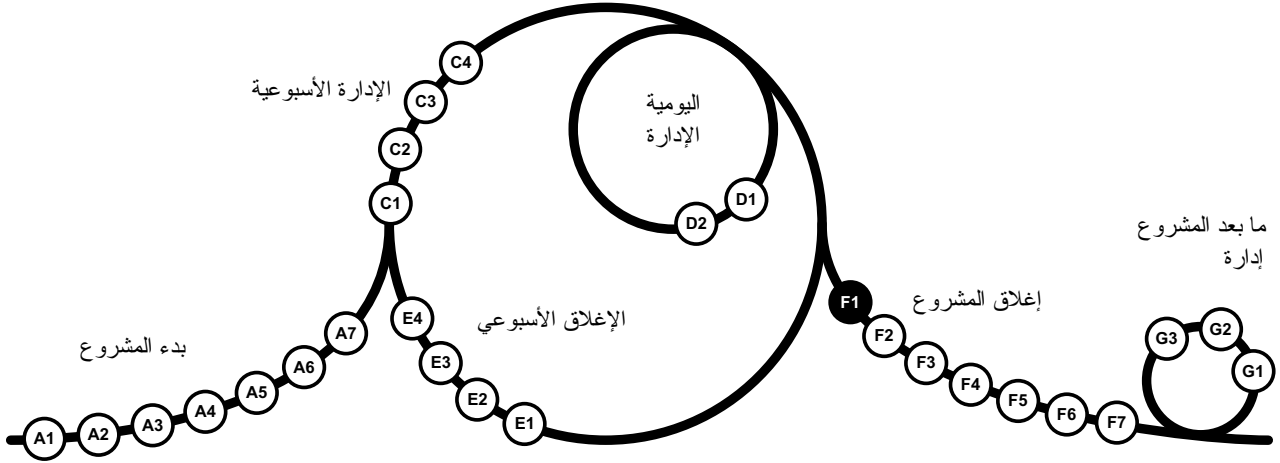 C4
الإدارة الأسبوعية
C3
C2
C1
اليومية
الإدارة
D1
D2
ما بعد المشروع
إدارة
إغلاق المشروع
F1
F2
F3
F4
F5
F6
F7
G3
G2
G1
الإغلاق الأسبوعي
E4
E3
E2
E1
بدء المشروع
A7
A6
A5
A4
A3
A2
A1